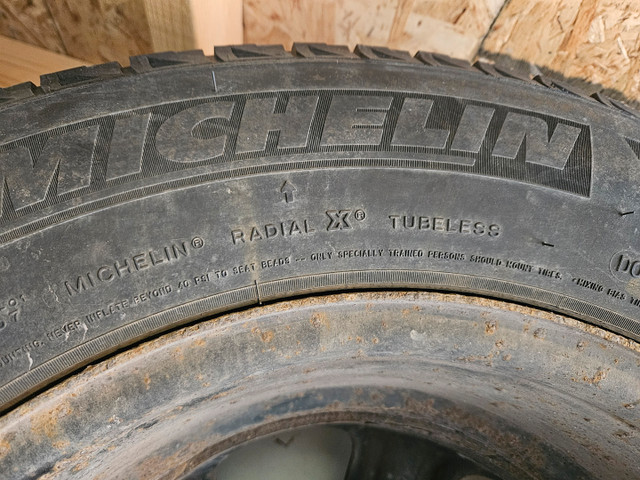 MICHELIN
MICHELIN® RADIAL X® TUBELESS
NEVER INFLATE BEYOND 40 PSI TO SEAT BEADS -- ONLY SPECIALLY TRAINED PERSONS SHOULD MOUNT TIRES.